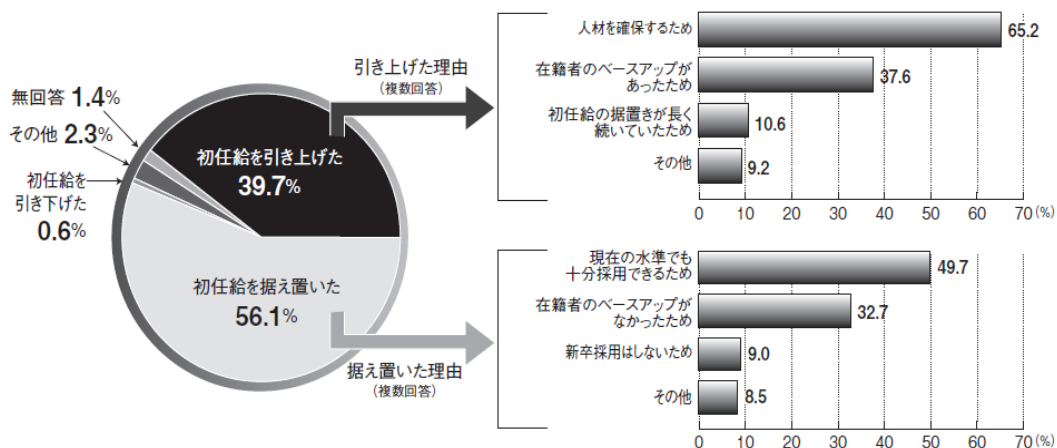 無回答 1.4%
その他 2.3%
初任給を
引き下げた
0.6%
初任給を引き上げた
39.7%
初任給を据え置いた
56.1%
引き上げた理由
(複数回答)
人材を確保するため
65.2
在籍者のベースアップが
あったため
37.6
初任給の据置きが長く
続いていたため
10.6
その他
9.2
0 10 20 30 40 50 60 70 (%)
据え置いた理由
(複数回答)
現在の水準でも
十分採用できるため
49.7
在籍者のベースアップが
なかったため
32.7
新卒採用はしないため
9.0
その他
8.5
0 10 20 30 40 50 60 70 (%)